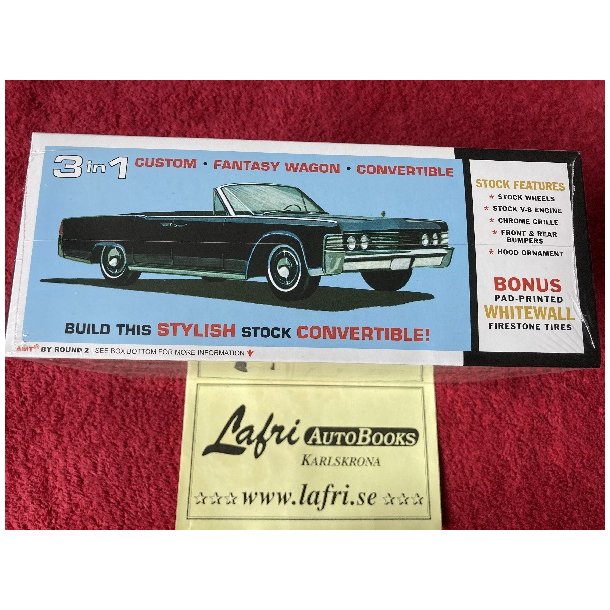 3 in 1 CUSTOM · FANTASY WAGON · CONVERTIBLE
BUILD THIS STYLISH STOCK CONVERTIBLE!
AMT® BY ROUND 2 SEE BOX BOTTOM FOR MORE INFORMATION
STOCK FEATURES
★ STOCK WHEELS
★ STOCK V-8 ENGINE
★ CHROME GRILLE
★ FRONT & REAR
BUMPERS
★ HOOD ORNAMENT
BONUS
PAD-PRINTED
WHITEWALL
FIRESTONE TIRES
Lafri AUTOBOOKS
KARLSKRONA
☆☆☆ www.lafri.se ☆☆☆